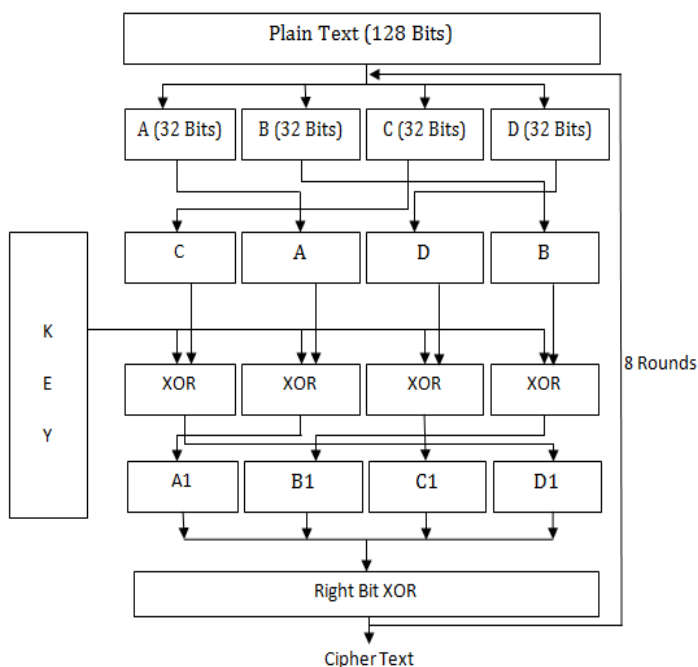 Plain Text (128 Bits)
A (32 Bits)
B (32 Bits)
C (32 Bits)
D (32 Bits)
C
A
D
B
K
E
Y
8 Rounds
XOR
XOR
XOR
XOR
A1
B1
C1
D1
Right Bit XOR
Cipher Text